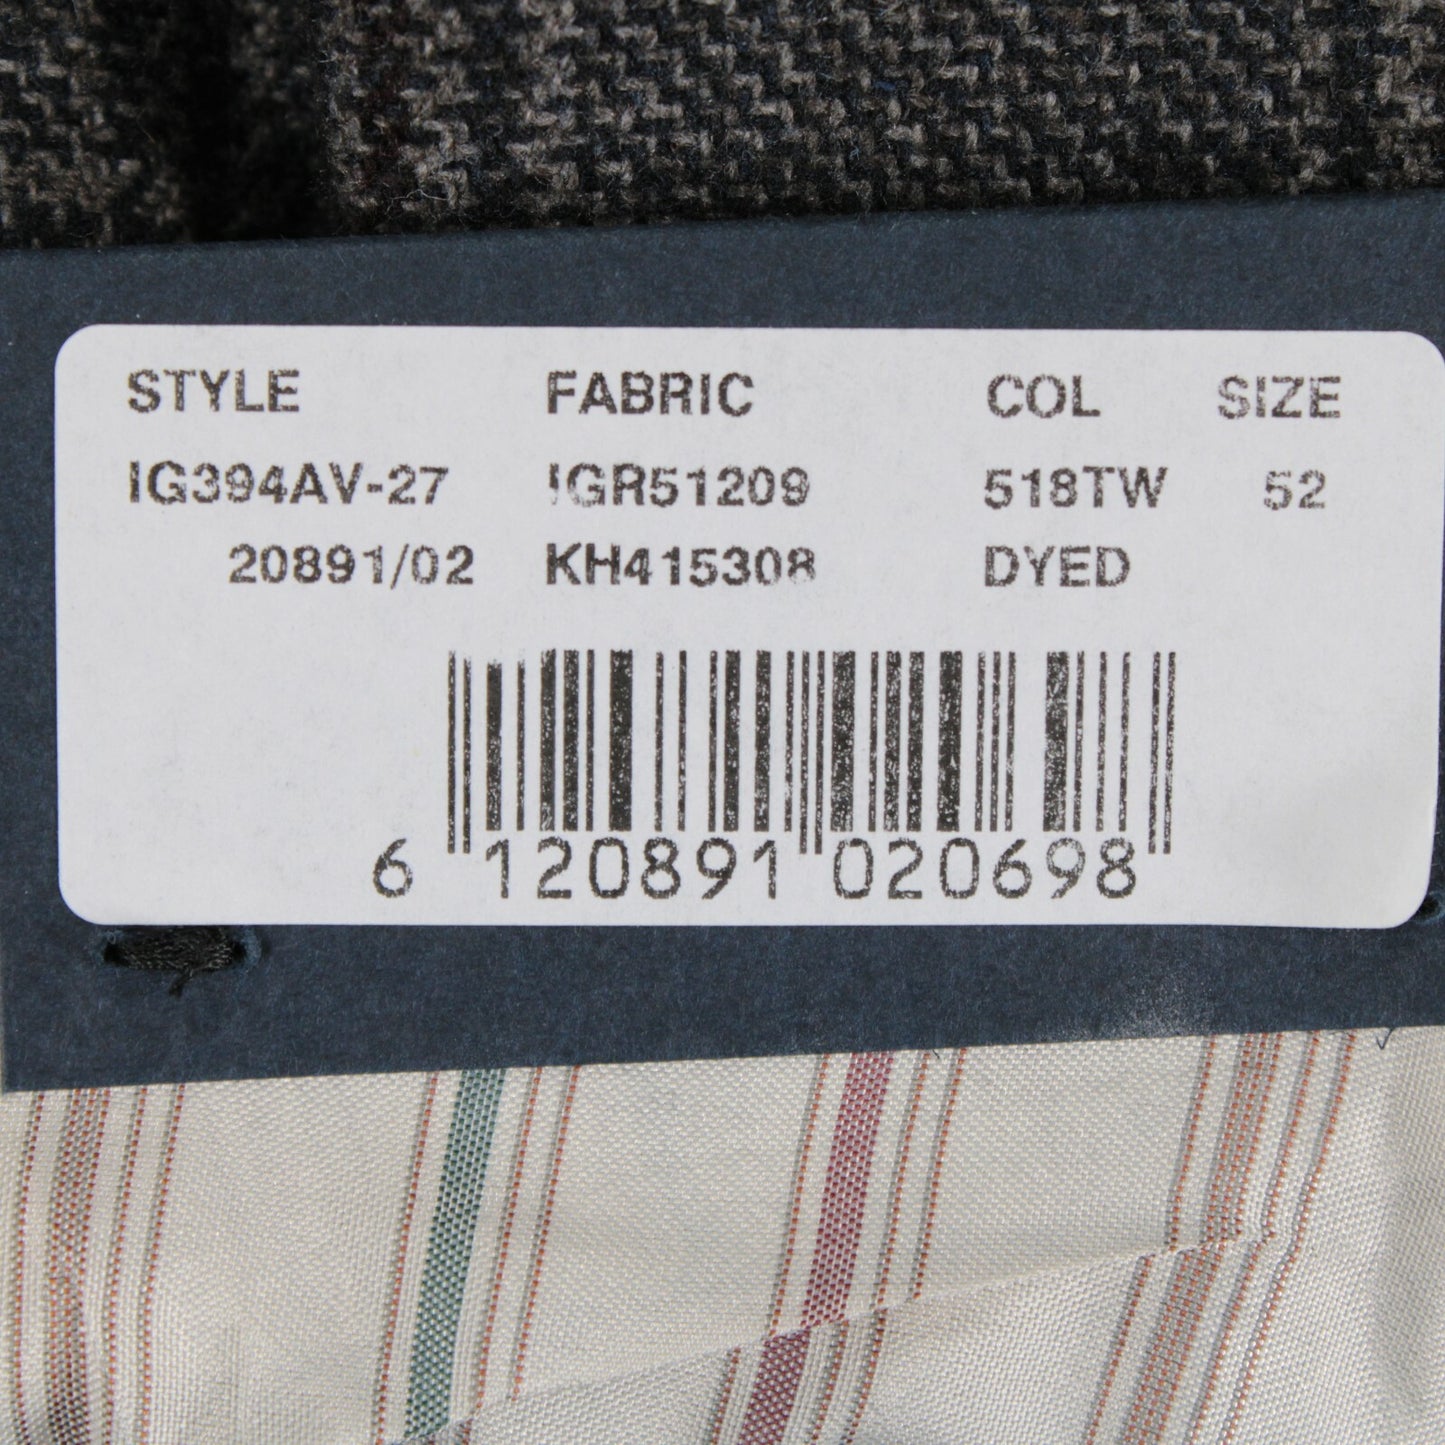 STYLE FABRIC COL SIZE
IG394AV-27 IGR51209 518TW 52
20891/02 KH415308 DYED
6 120891 020698